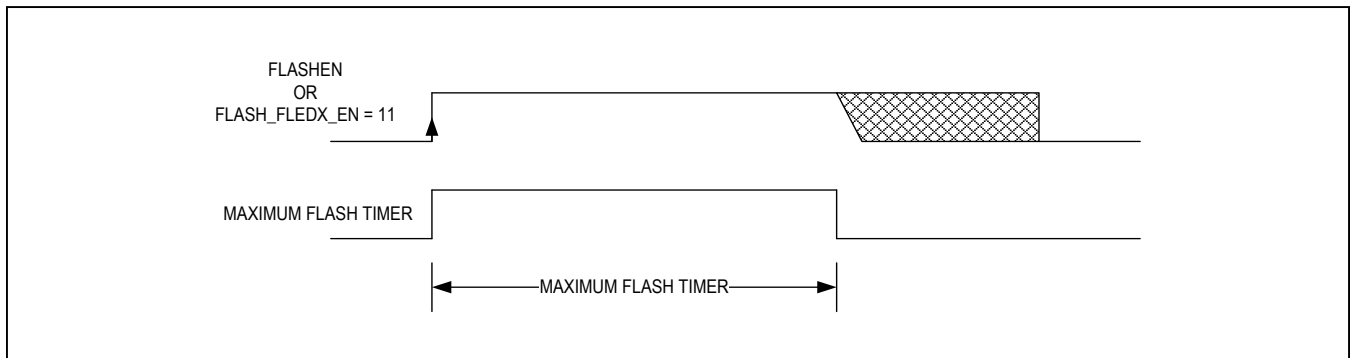 FLASHEN
OR
FLASH_FLEDX_EN = 11
MAXIMUM FLASH TIMER
MAXIMUM FLASH TIMER